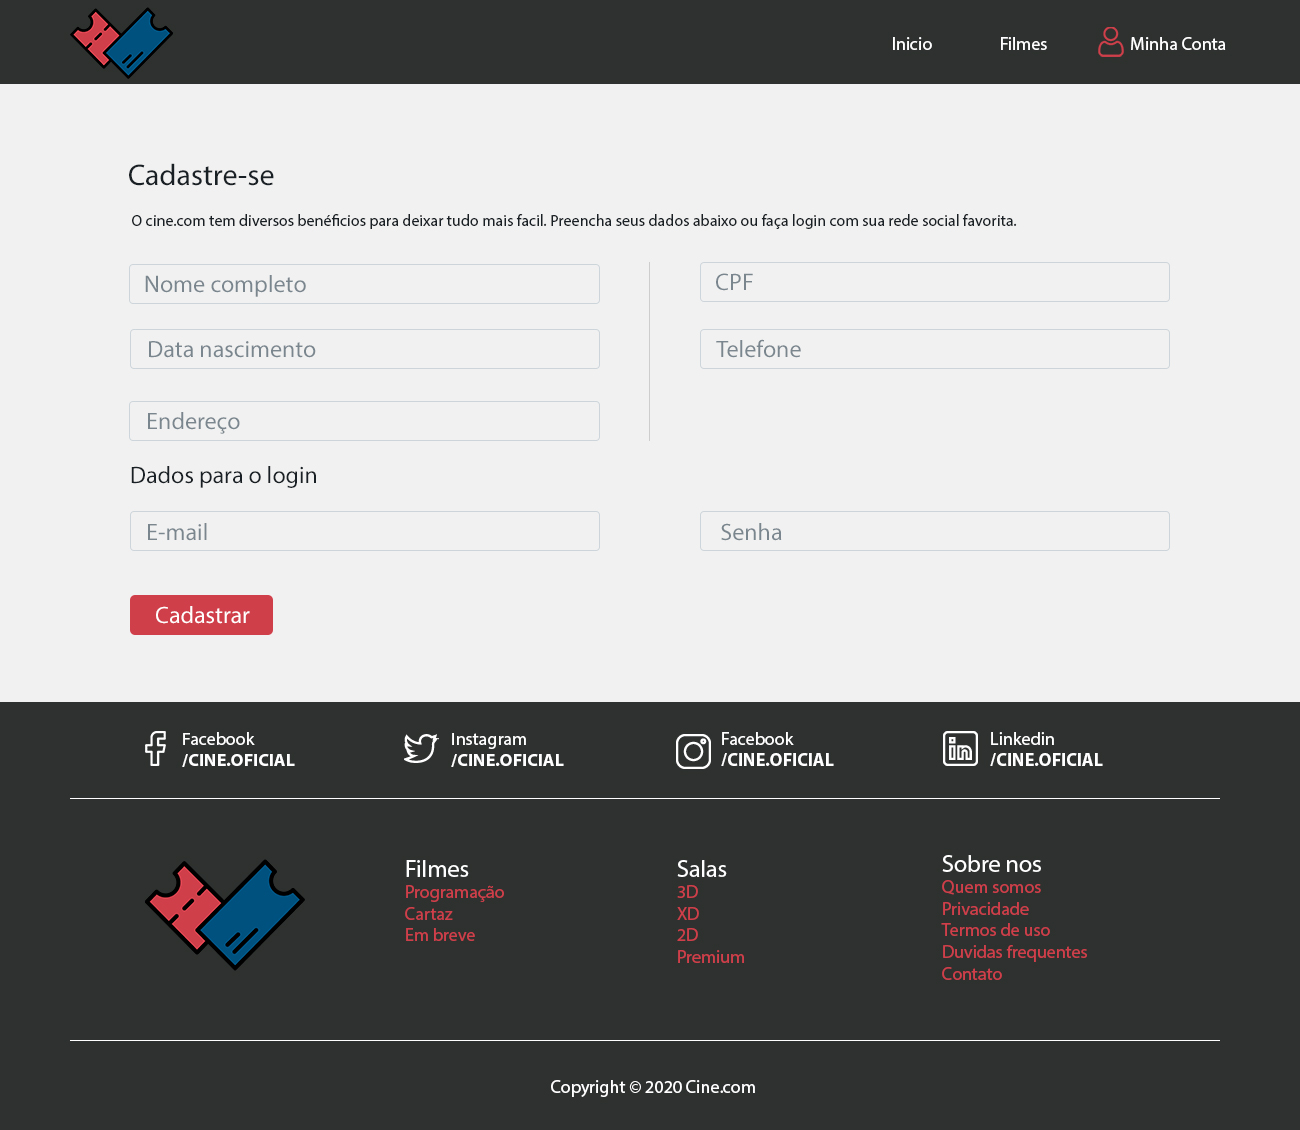 Inicio
Filmes
Minha Conta
Cadastre-se
O cine.com tem diversos benéficios para deixar tudo mais facil. Preencha seus dados abaixo ou faça login com sua rede social favorita.
Nome completo
CPF
Data nascimento
Telefone
Endereço
Dados para o login
E-mail
Senha
Cadastrar
Facebook
/CINE.OFICIAL
Instagram
/CINE.OFICIAL
Facebook
/CINE.OFICIAL
Linkedin
/CINE.OFICIAL
Filmes
Programação
Cartaz
Em breve
Salas
3D
XD
2D
Premium
Sobre nos
Quem somos
Privacidade
Termos de uso
Duvidas frequentes
Contato
Copyright © 2020 Cine.com